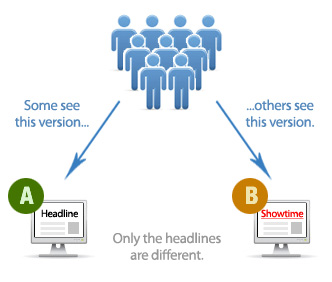 Some see
this version...
...others see
this version.
A
Headline
B
Showtime
Only the headlines
are different.